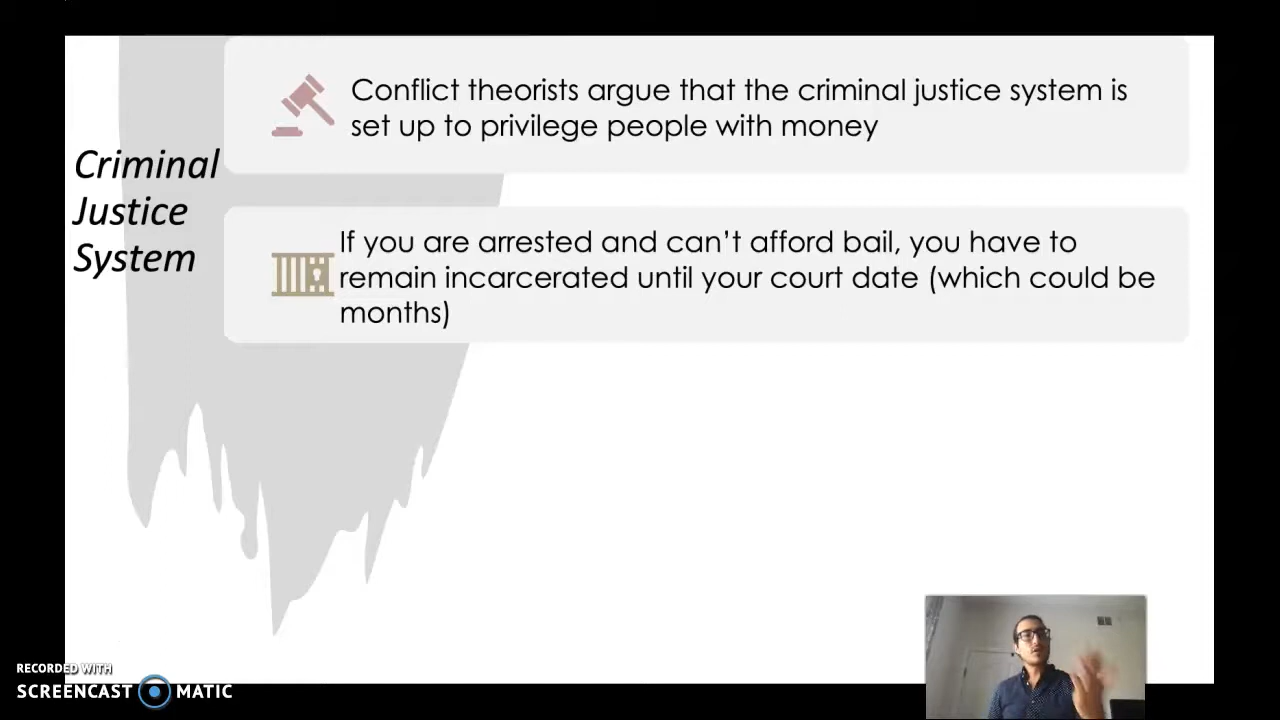 Criminal
Justice
System
Conflict theorists argue that the criminal justice system is
set up to privilege people with money
If you are arrested and can’t afford bail, you have to
remain incarcerated until your court date (which could be
months)
RECORDED WITH
SCREENCAST MATIC